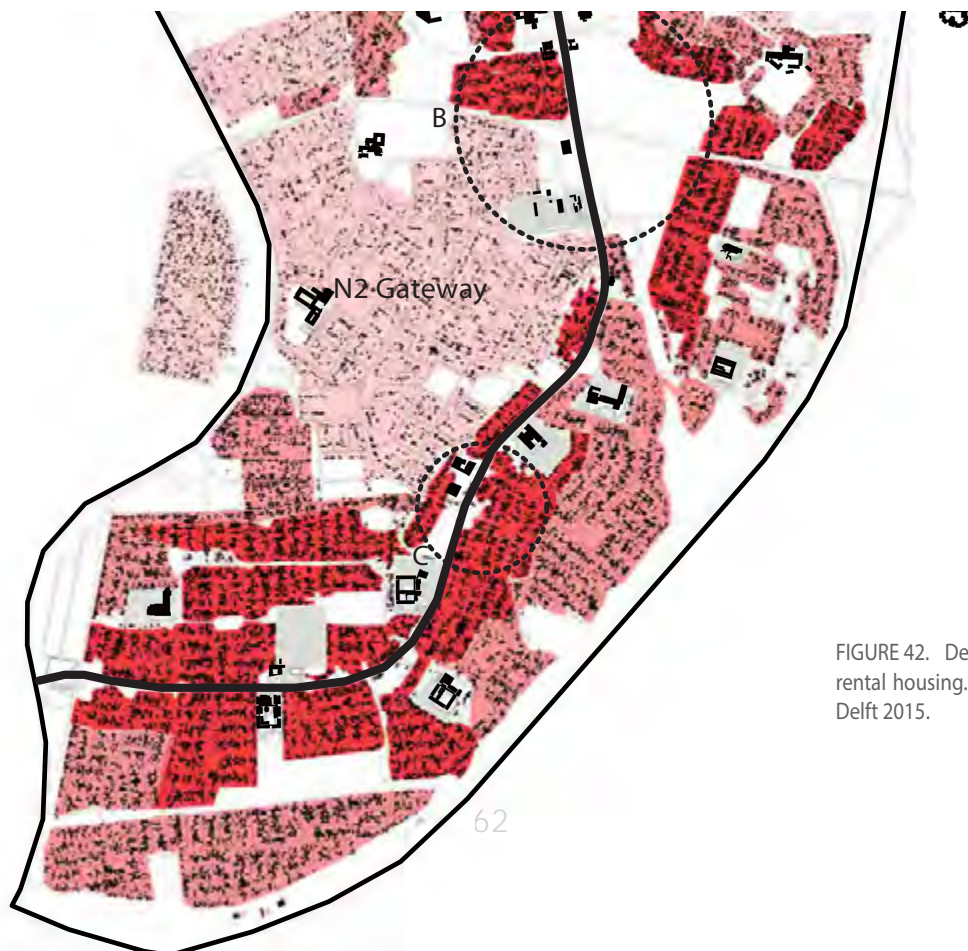 B
N2 Gateway
C
FIGURE 42. De
rental housing.
Delft 2015.
62